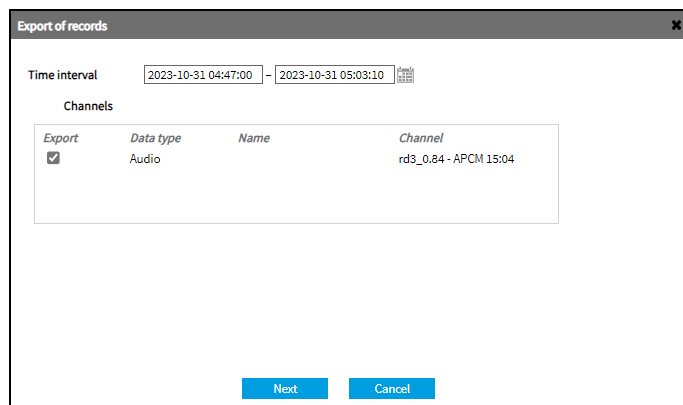 Export of records
Time interval 2023-10-31 04:47:00 – 2023-10-31 05:03:10
Channels
Export Data type Name Channel
Audio rd3_0.84 - APCM 15:04
Next Cancel